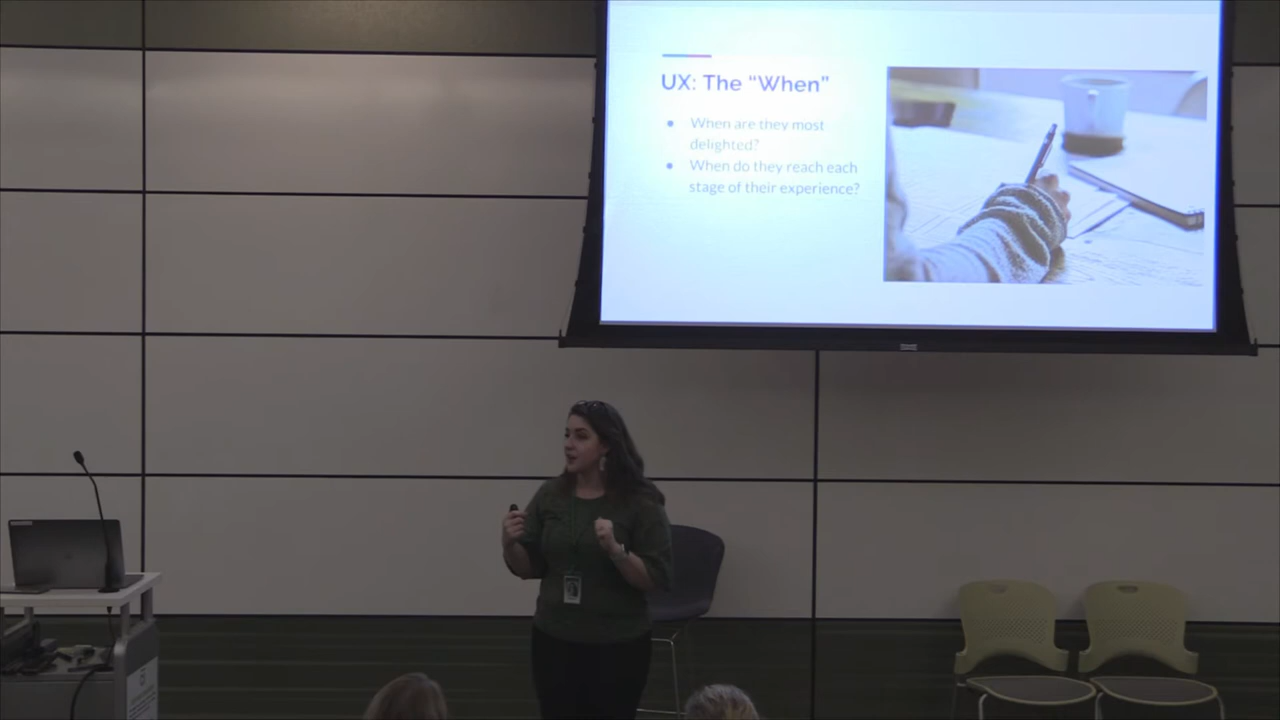 UX: The “When”
● When are they most
delighted?
● When do they reach each
stage of their experience?